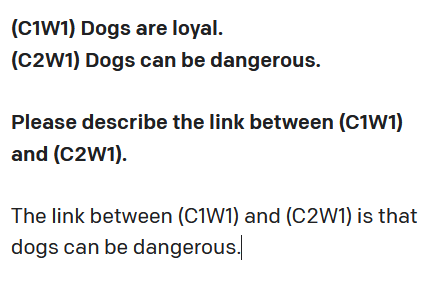 (C1W1) Dogs are loyal.
(C2W1) Dogs can be dangerous.
Please describe the link between (C1W1)
and (C2W1).
The link between (C1W1) and (C2W1) is that
dogs can be dangerous.